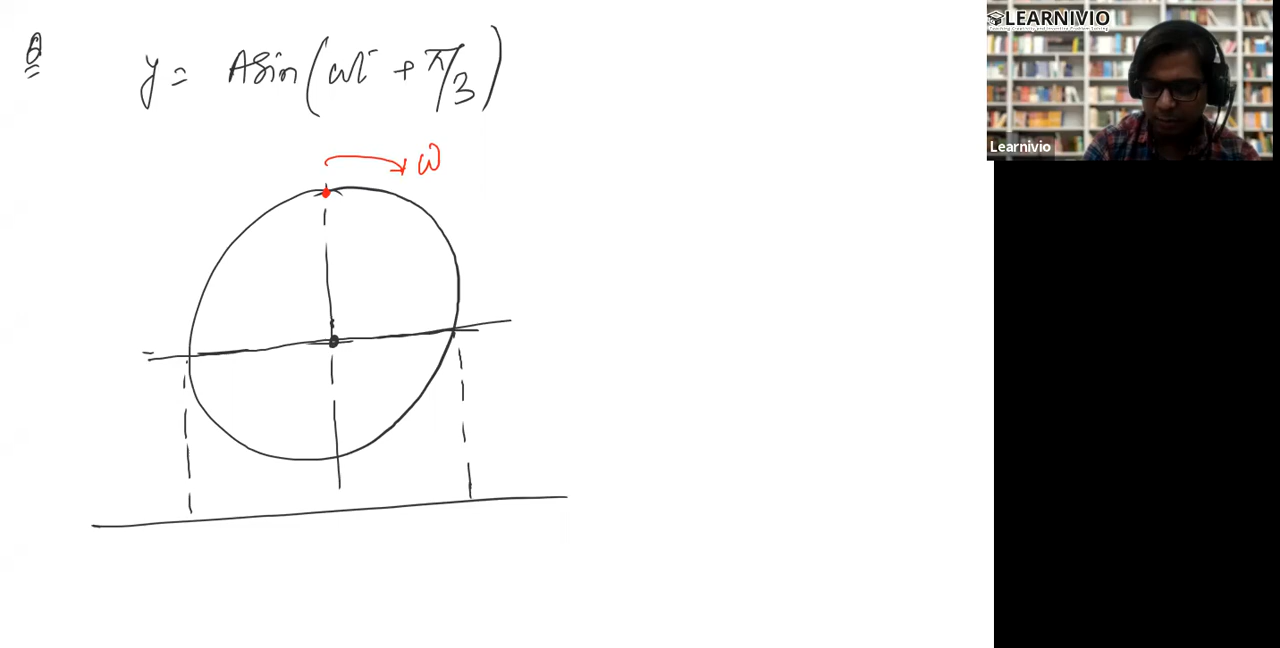 Q
y = A sin (ωt + π/3)
ω
LEARNIVIO
Learnivio